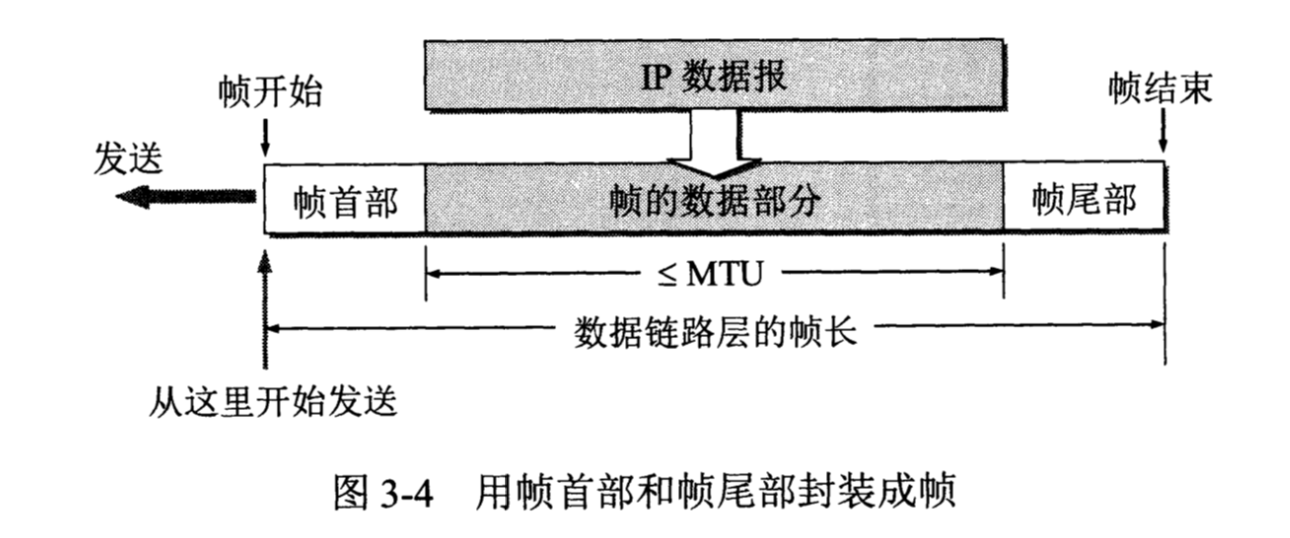 IP 数据报
帧开始
帧结束
发送
帧首部
帧的数据部分
帧尾部
≤ MTU
数据链路层的帧长
从这里开始发送
图 3-4 用帧首部和帧尾部封装成帧